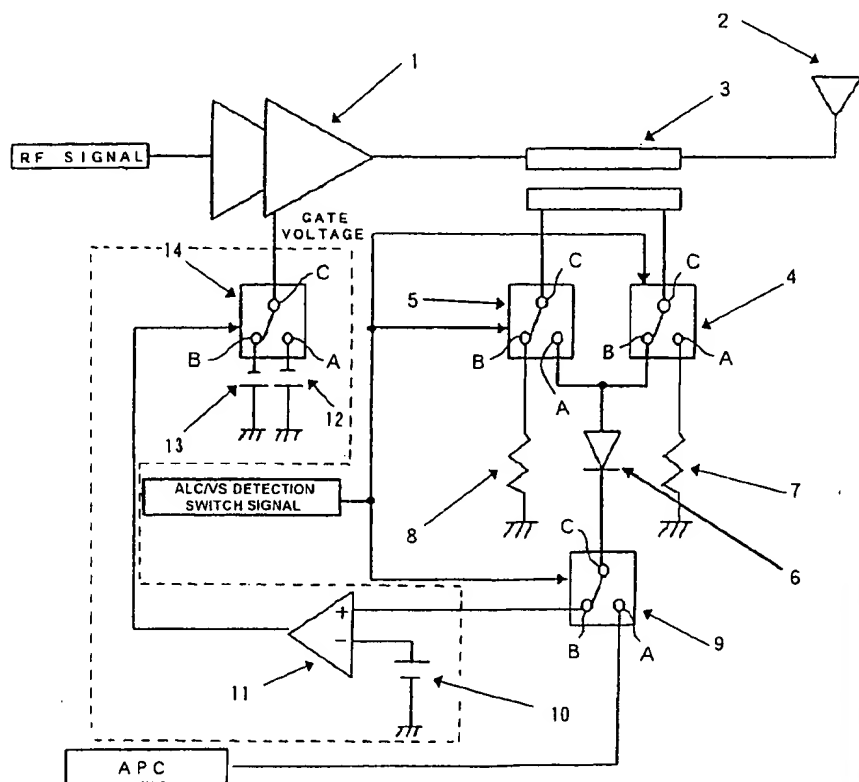 1
2
3
RF SIGNAL
GATE
VOLTAGE
14
C
B
A
13
12
5
C
B
A
C
B
A
4
ALC/VS DETECTION
SWITCH SIGNAL
8
7
6
C
B
A
9
+
−
11
10
APC